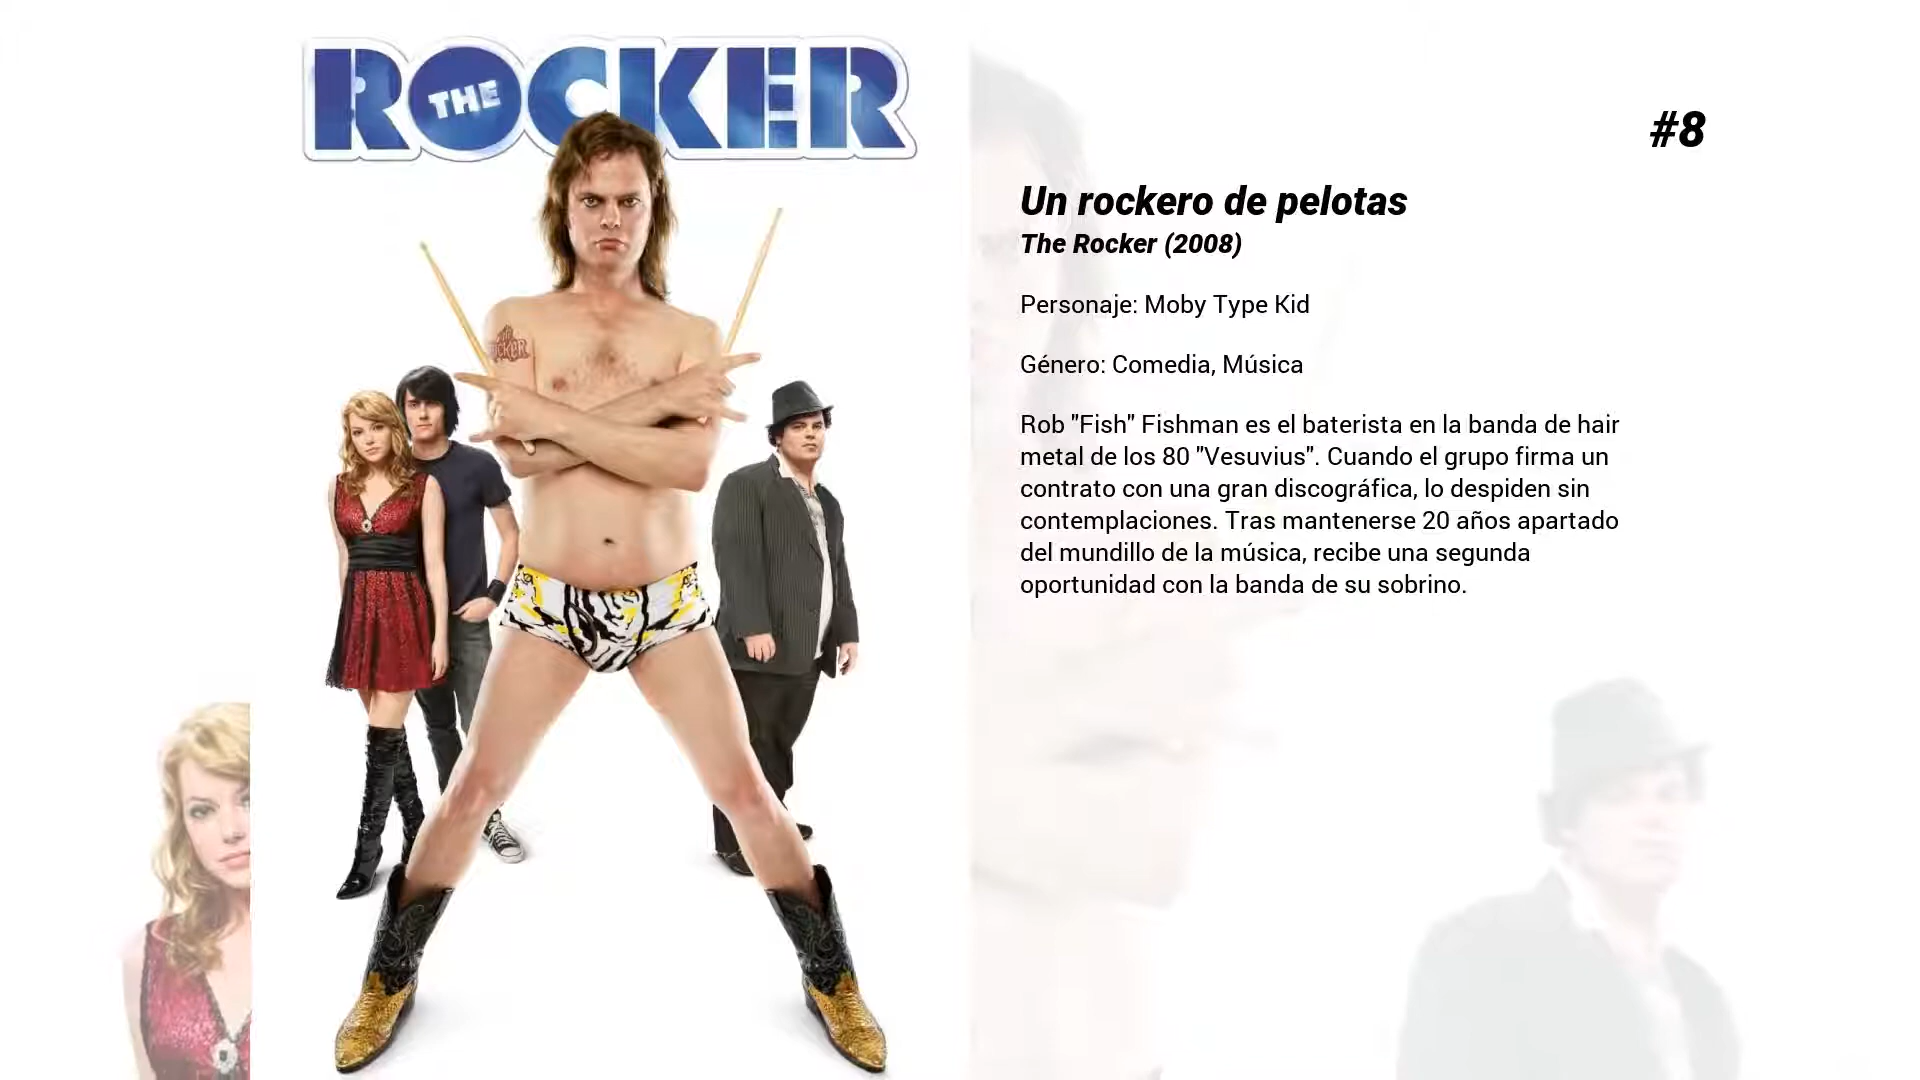 THE ROCKER
#8
Un rockero de pelotas
The Rocker (2008)
Personaje: Moby Type Kid
Género: Comedia, Música
Rob "Fish" Fishman es el baterista en la banda de hair
metal de los 80 "Vesuvius". Cuando el grupo firma un
contrato con una gran discográfica, lo despiden sin
contemplaciones. Tras mantenerse 20 años apartado
del mundillo de la música, recibe una segunda
oportunidad con la banda de su sobrino.